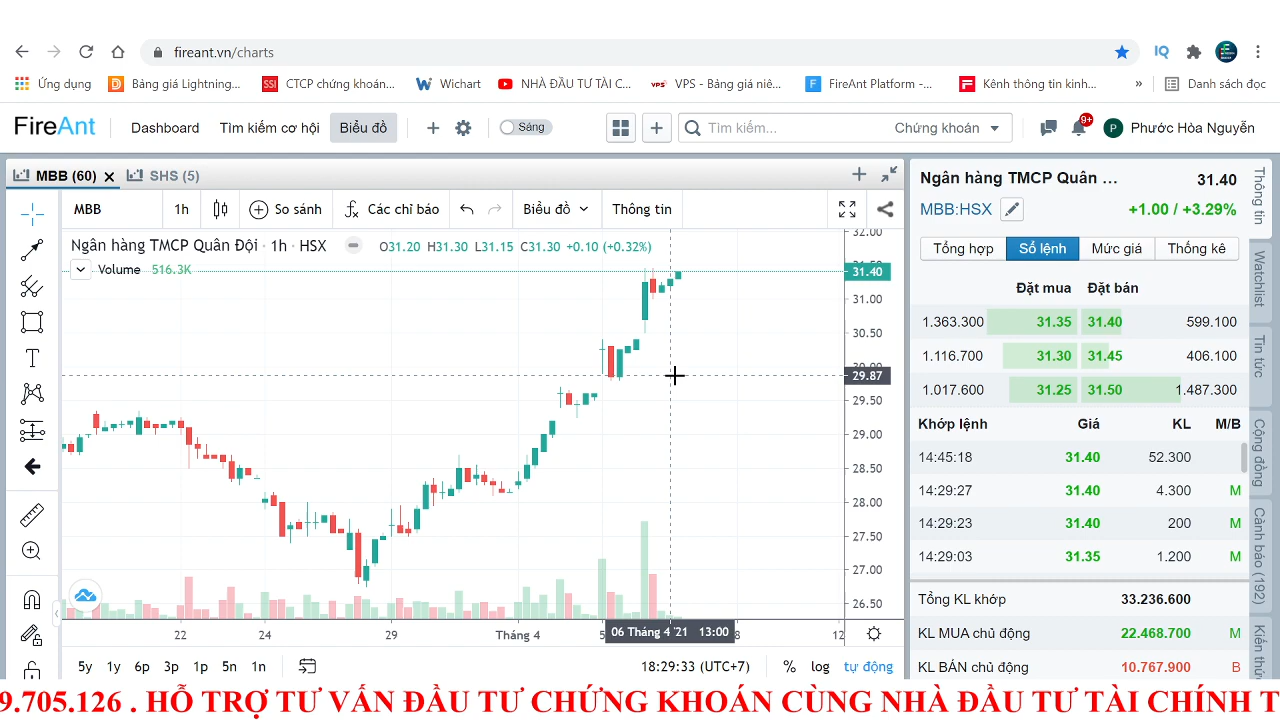 fireant.vn/charts
Ứng dụng Bảng giá Lightning... SSI CTCP chứng khoán... Wichart NHÀ ĐẦU TƯ TÀI C... VPS VPS - Bảng giá niê... FireAnt Platform -... Kênh thông tin kinh... » Danh sách đọc
FireAnt Dashboard Tìm kiếm cơ hội Biểu đồ Sáng Tìm kiếm... Chứng khoán 9+ P Phước Hòa Nguyễn
MBB (60) SHS (5)
MBB 1h So sánh Các chỉ báo Biểu đồ Thông tin
Ngân hàng TMCP Quân Đội · 1h · HSX O31.20 H31.30 L31.15 C31.30 +0.10 (+0.32%)
Volume 516.3K
32.00
31.40
31.00
30.50
29.87
29.50
29.00
28.50
28.00
27.50
27.00
26.50
22 24 29 Tháng 4 5 06 Tháng 4 '21 13:00 8 12
5y 1y 6p 3p 1p 5n 1n 18:29:33 (UTC+7) % log tự động
Ngân hàng TMCP Quân ... 31.40
MBB:HSX +1.00 / +3.29%
Tổng hợp Sổ lệnh Mức giá Thống kê
Đặt mua Đặt bán
1.363.300 31.35 31.40 599.100
1.116.700 31.30 31.45 406.100
1.017.600 31.25 31.50 1.487.300
Khớp lệnh Giá KL M/B
14:45:18 31.40 52.300
14:29:27 31.40 4.300 M
14:29:23 31.40 200 M
14:29:03 31.35 1.200 M
Tổng KL khớp 33.236.600
KL MUA chủ động 22.468.700 M
KL BÁN chủ động 10.767.900 B
Thông tin
Watchlist
Tin tức
Cộng đồng
Cảnh báo (192)
Kiến thức
9.705.126 . HỖ TRỢ TƯ VẤN ĐẦU TƯ CHỨNG KHOÁN CÙNG NHÀ ĐẦU TƯ TÀI CHÍNH T